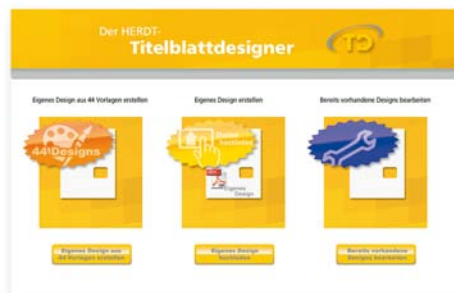 Der HERDT-
Titelblattdesigner
TD
Eigenes Design aus 44 Vorlagen erstellen
Eigenes Design erstellen
Bereits vorhandene Designs bearbeiten
44 Designs
hochladen
Eigenes
Design
Eigenes Design aus
44 Vorlagen erstellen
Eigenes Design
hochladen
Bereits vorhandene
Designs bearbeiten